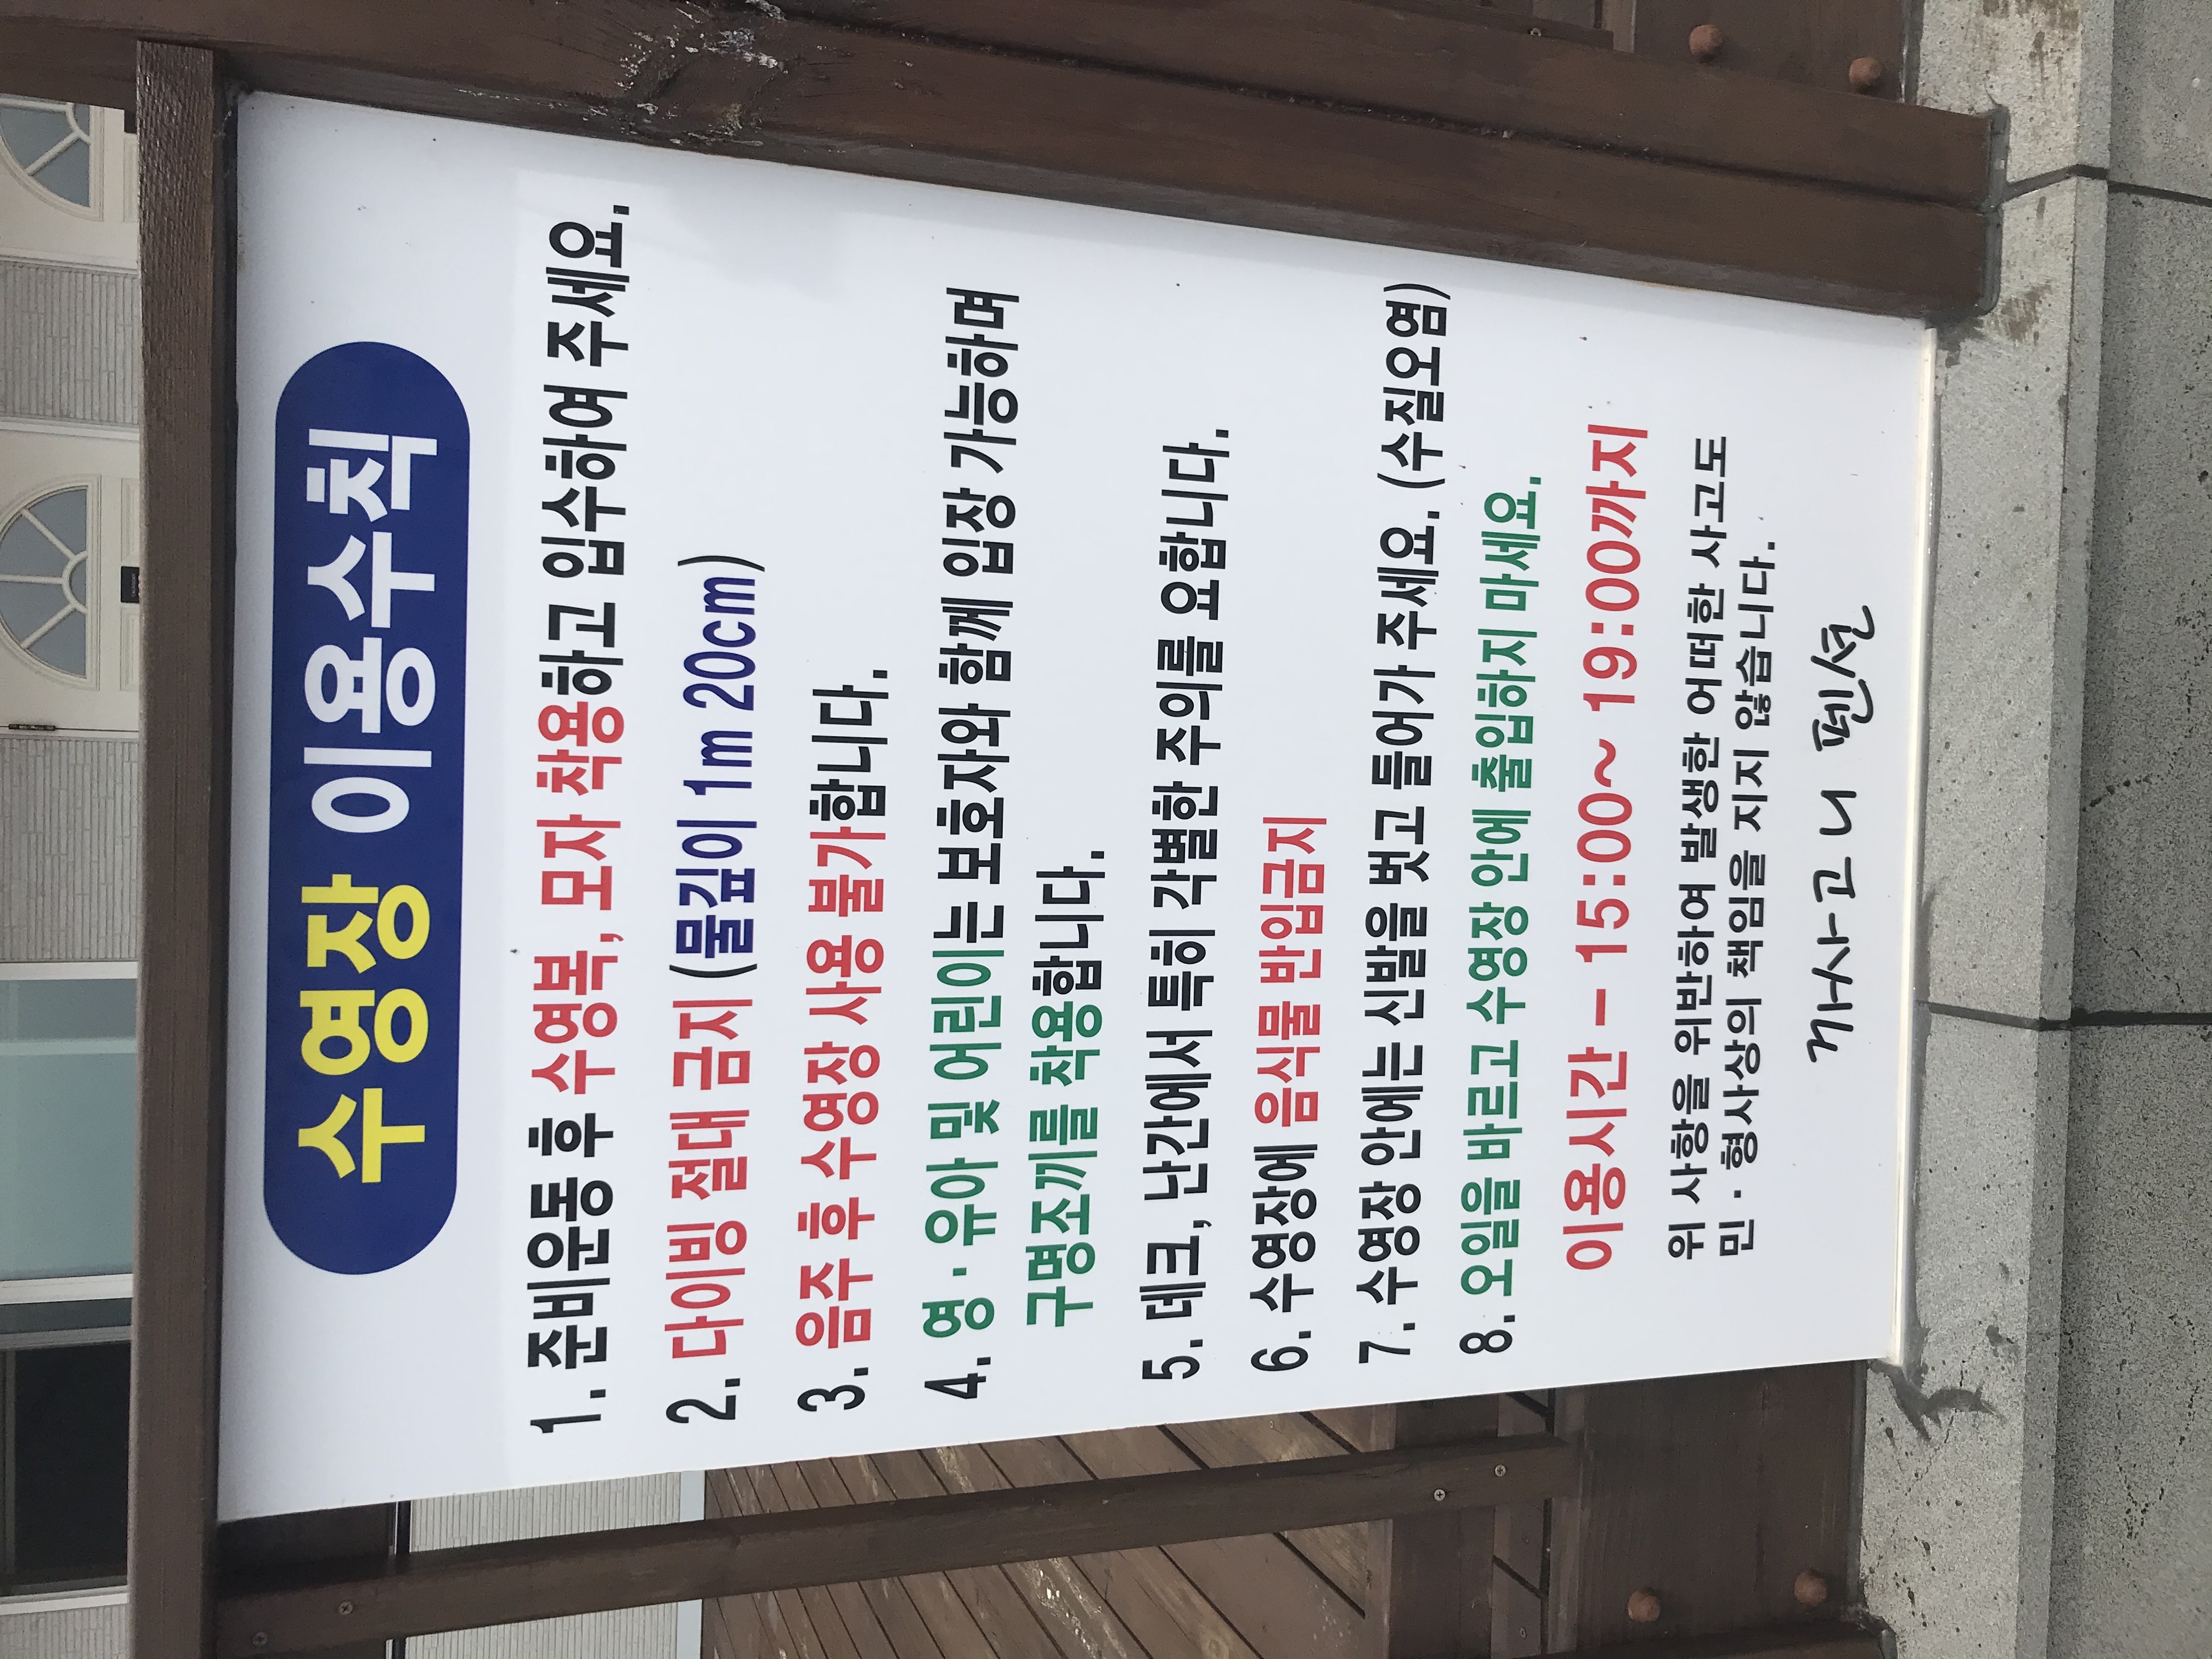 수영장 이용수칙
1. 준비운동 후 수영복, 모자 착용하고 입수하여 주세요.
2. 다이빙 절대 금지 (물깊이 1m 20cm)
3. 음주 후 수영장 사용 불가합니다.
4. 영·유아 및 어린이는 보호자와 함께 입장 가능하며
구명조끼를 착용합니다.
5. 데크, 난간에서 특히 각별한 주의를 요합니다.
6. 수영장에 음식물 반입금지
7. 수영장 안에는 신발을 벗고 들어가 주세요. (수질오염)
8. 오일을 바르고 수영장 안에 출입하지 마세요.
이용시간 – 15:00~ 19:00까지
위 사항을 위반하여 발생한 어떠한 사고도
민·형사상의 책임을 지지 않습니다.
께사고니 펜션